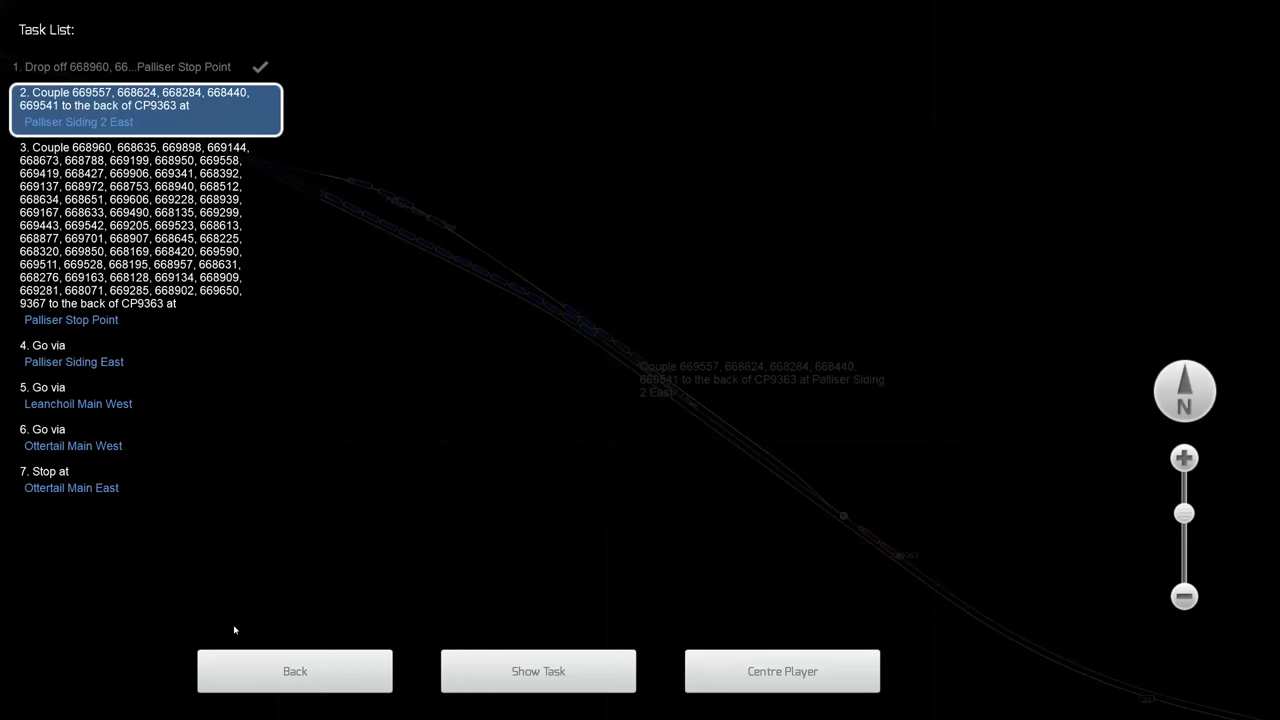 Task List:
1. Drop off 668960, 66...Palliser Stop Point
2. Couple 669557, 668624, 668284, 668440,
669541 to the back of CP9363 at
Palliser Siding 2 East
3. Couple 668960, 668635, 669898, 669144,
668673, 668788, 669199, 668950, 669558,
669419, 668427, 669906, 669341, 668392,
669137, 668972, 668753, 668940, 668512,
668634, 668651, 669606, 669228, 668939,
669167, 668633, 669490, 668135, 669299,
669443, 669542, 669205, 669523, 668613,
668877, 669701, 668907, 668645, 668225,
668320, 669850, 668169, 668420, 669590,
669511, 669528, 668195, 668957, 668631,
668276, 669163, 668128, 669134, 668909,
669281, 668071, 669285, 668902, 669650,
9367 to the back of CP9363 at
Palliser Stop Point
4. Go via
Palliser Siding East
5. Go via
Leanchoil Main West
6. Go via
Ottertail Main West
7. Stop at
Ottertail Main East
Couple 669557, 668624, 668284, 668440,
669541 to the back of CP9363 at Palliser Siding
2 East
N
Back
Show Task
Centre Player